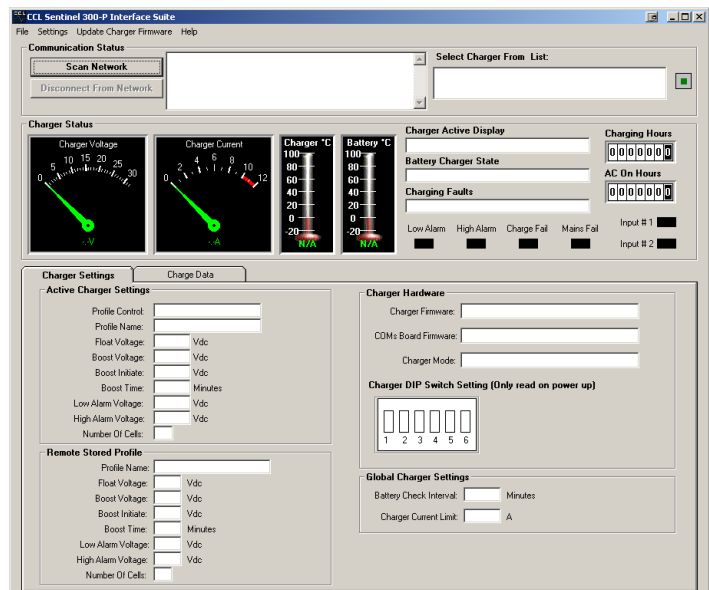 CCL Sentinel 300-P Interface Suite
File Settings Update Charger Firmware Help
Communication Status
Scan Network
Disconnect From Network
Select Charger From List:
Charger Status
Charger Voltage
0 5 10 15 20 25 30
-.-V
Charger Current
0 2 4 6 8 10 12
-.-A
Charger °C
100
80
60
40
20
0
-20
N/A
Battery °C
100
80
60
40
20
0
-20
N/A
Charger Active Display
Battery Charger State
Charging Faults
Low Alarm High Alarm Charge Fail Mains Fail
Charging Hours
0000000
AC On Hours
0000000
Input # 1
Input # 2
Charger Settings
Charge Data
Active Charger Settings
Profile Control:
Profile Name:
Float Voltage: Vdc
Boost Voltage: Vdc
Boost Initiate: Vdc
Boost Time: Minutes
Low Alarm Voltage: Vdc
High Alarm Voltage: Vdc
Number Of Cells:
Remote Stored Profile
Profile Name:
Float Voltage: Vdc
Boost Voltage: Vdc
Boost Initiate: Vdc
Boost Time: Minutes
Low Alarm Voltage: Vdc
High Alarm Voltage: Vdc
Number Of Cells:
Charger Hardware
Charger Firmware:
COMs Board Firmware:
Charger Mode:
Charger DIP Switch Setting (Only read on power up)
1 2 3 4 5 6
Global Charger Settings
Battery Check Interval: Minutes
Charger Current Limit: A